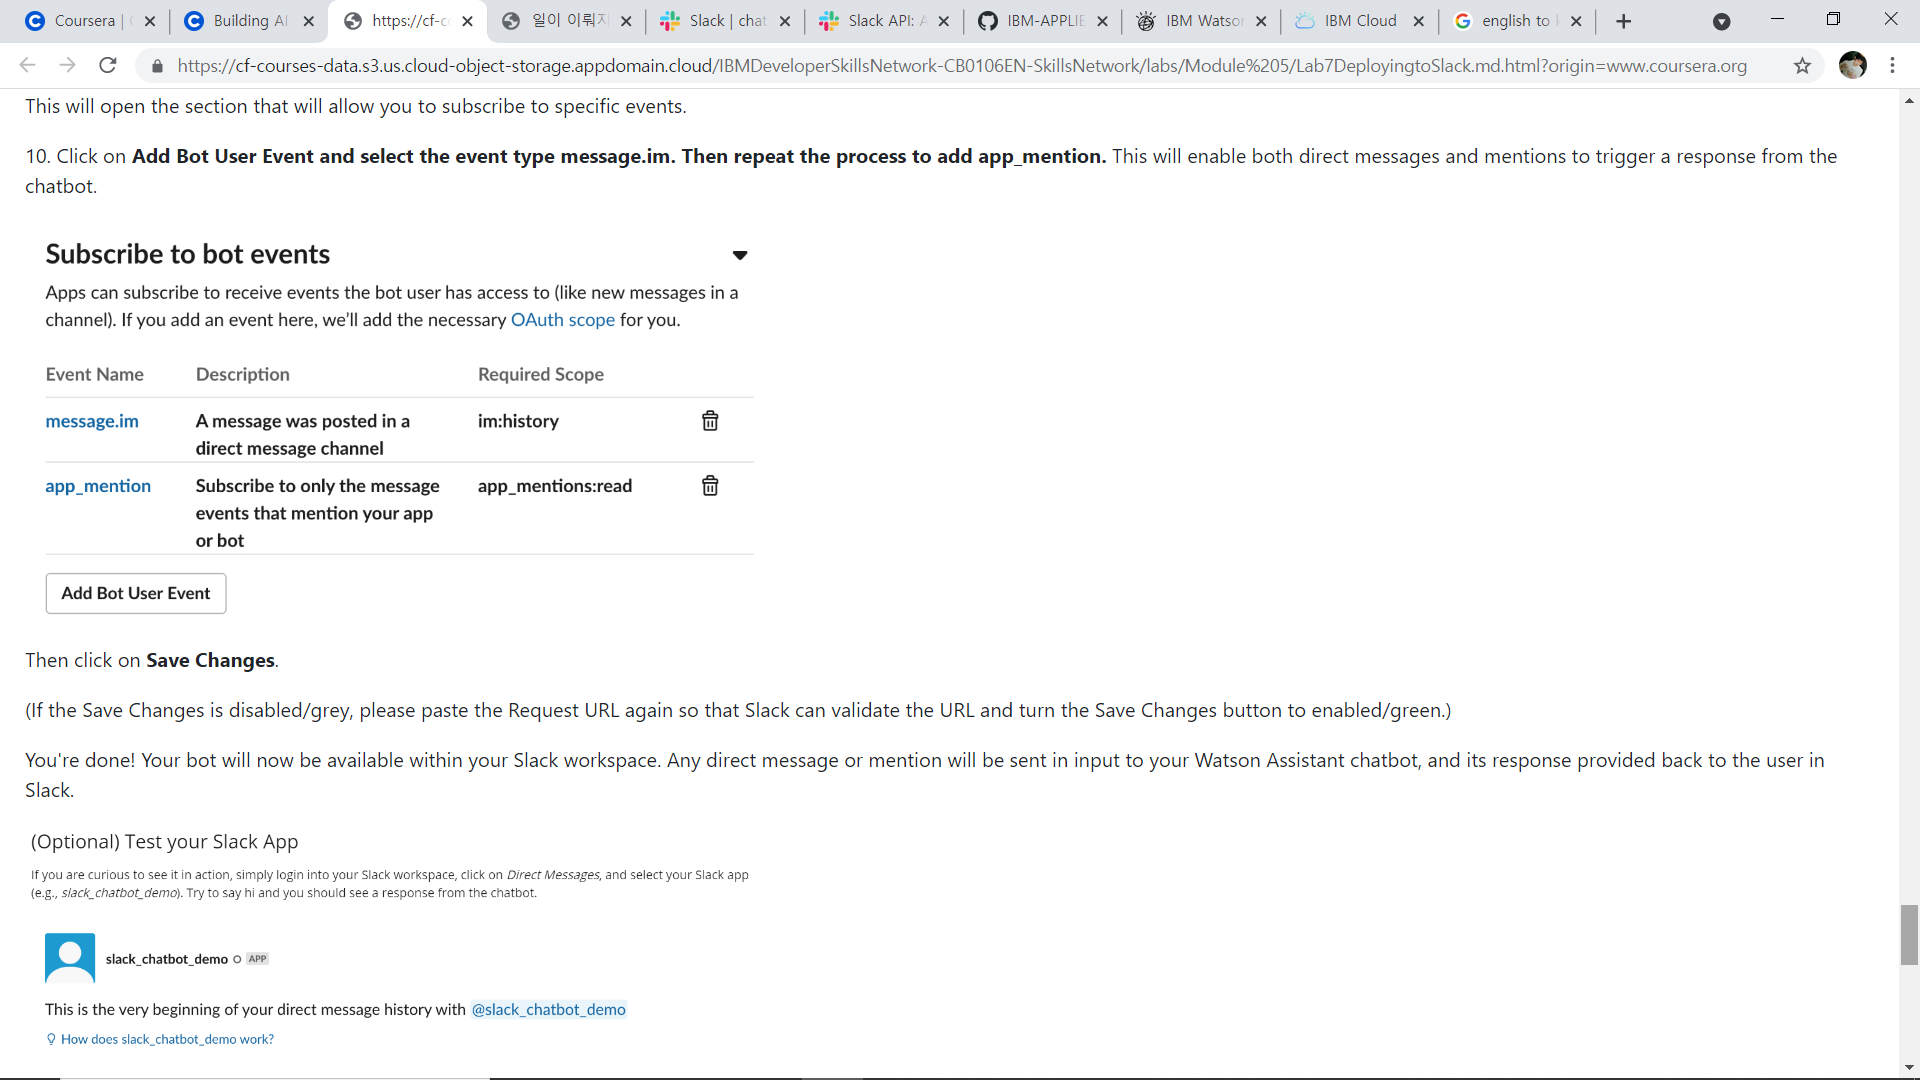 Coursera |
Building AI
https://cf-c
일이 이뤄지
Slack | chat
Slack API: A
IBM-APPLIE
IBM Watson
IBM Cloud
english to
https://cf-courses-data.s3.us.cloud-object-storage.appdomain.cloud/IBMDeveloperSkillsNetwork-CB0106EN-SkillsNetwork/labs/Module%205/Lab7DeployingtoSlack.md.html?origin=www.coursera.org
This will open the section that will allow you to subscribe to specific events.
10. Click on Add Bot User Event and select the event type message.im. Then repeat the process to add app_mention. This will enable both direct messages and mentions to trigger a response from the
chatbot.
Subscribe to bot events
Apps can subscribe to receive events the bot user has access to (like new messages in a
channel). If you add an event here, we'll add the necessary OAuth scope for you.
Event Name Description Required Scope
message.im A message was posted in a im:history
direct message channel
app_mention Subscribe to only the message app_mentions:read
events that mention your app
or bot
Add Bot User Event
Then click on Save Changes.
(If the Save Changes is disabled/grey, please paste the Request URL again so that Slack can validate the URL and turn the Save Changes button to enabled/green.)
You're done! Your bot will now be available within your Slack workspace. Any direct message or mention will be sent in input to your Watson Assistant chatbot, and its response provided back to the user in
Slack.
(Optional) Test your Slack App
If you are curious to see it in action, simply login into your Slack workspace, click on Direct Messages, and select your Slack app
(e.g., slack_chatbot_demo). Try to say hi and you should see a response from the chatbot.
slack_chatbot_demo APP
This is the very beginning of your direct message history with @slack_chatbot_demo
How does slack_chatbot_demo work?